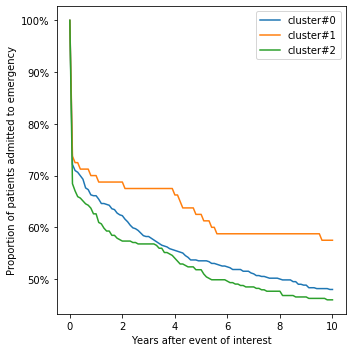 cluster#0
cluster#1
cluster#2
100%
90%
80%
70%
60%
50%
Proportion of patients admitted to emergency
0 2 4 6 8 10
Years after event of interest